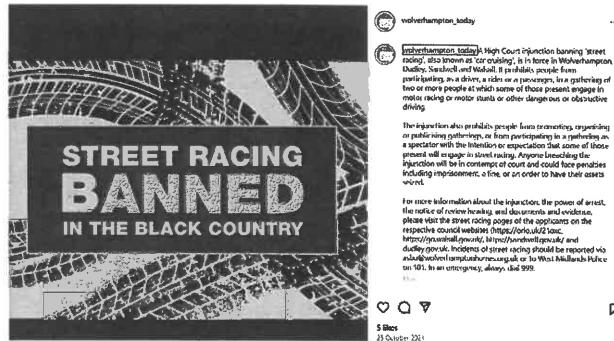 STREET RACING
BANNED
IN THE BLACK COUNTRY
wolverhampton_today
wolverhampton_today A High Court injunction banning 'street
racing', also known as 'car cruising', is in force in Wolverhampton,
Dudley, Sandwell and Walsall. It prohibits people from
participating, as a driver, a rider or a passenger, in a gathering of
two or more people at which some of those present engage in
motor racing or motor stunts or other dangerous or obstructive
driving.
The injunction also prohibits people from promoting, organising
or publicising gatherings, or from participating in a gathering as
a spectator with the intention or expectation that some of those
present will engage in street racing. Anyone breaching the
injunction will be in contempt of court and could face penalties
including imprisonment, a fine, or an order to have their assets
seized.
For more information about the injunction, the power of arrest,
the notice of review hearing, and documents and evidence,
please visit the street racing pages of the applicants on the
respective council websites
https://sandwell.gov.uk/ and
dudley.gov.uk. Incidents of street racing should be reported via
or to West Midlands Police
on 101. In an emergency, always dial 999.
5 likes
October